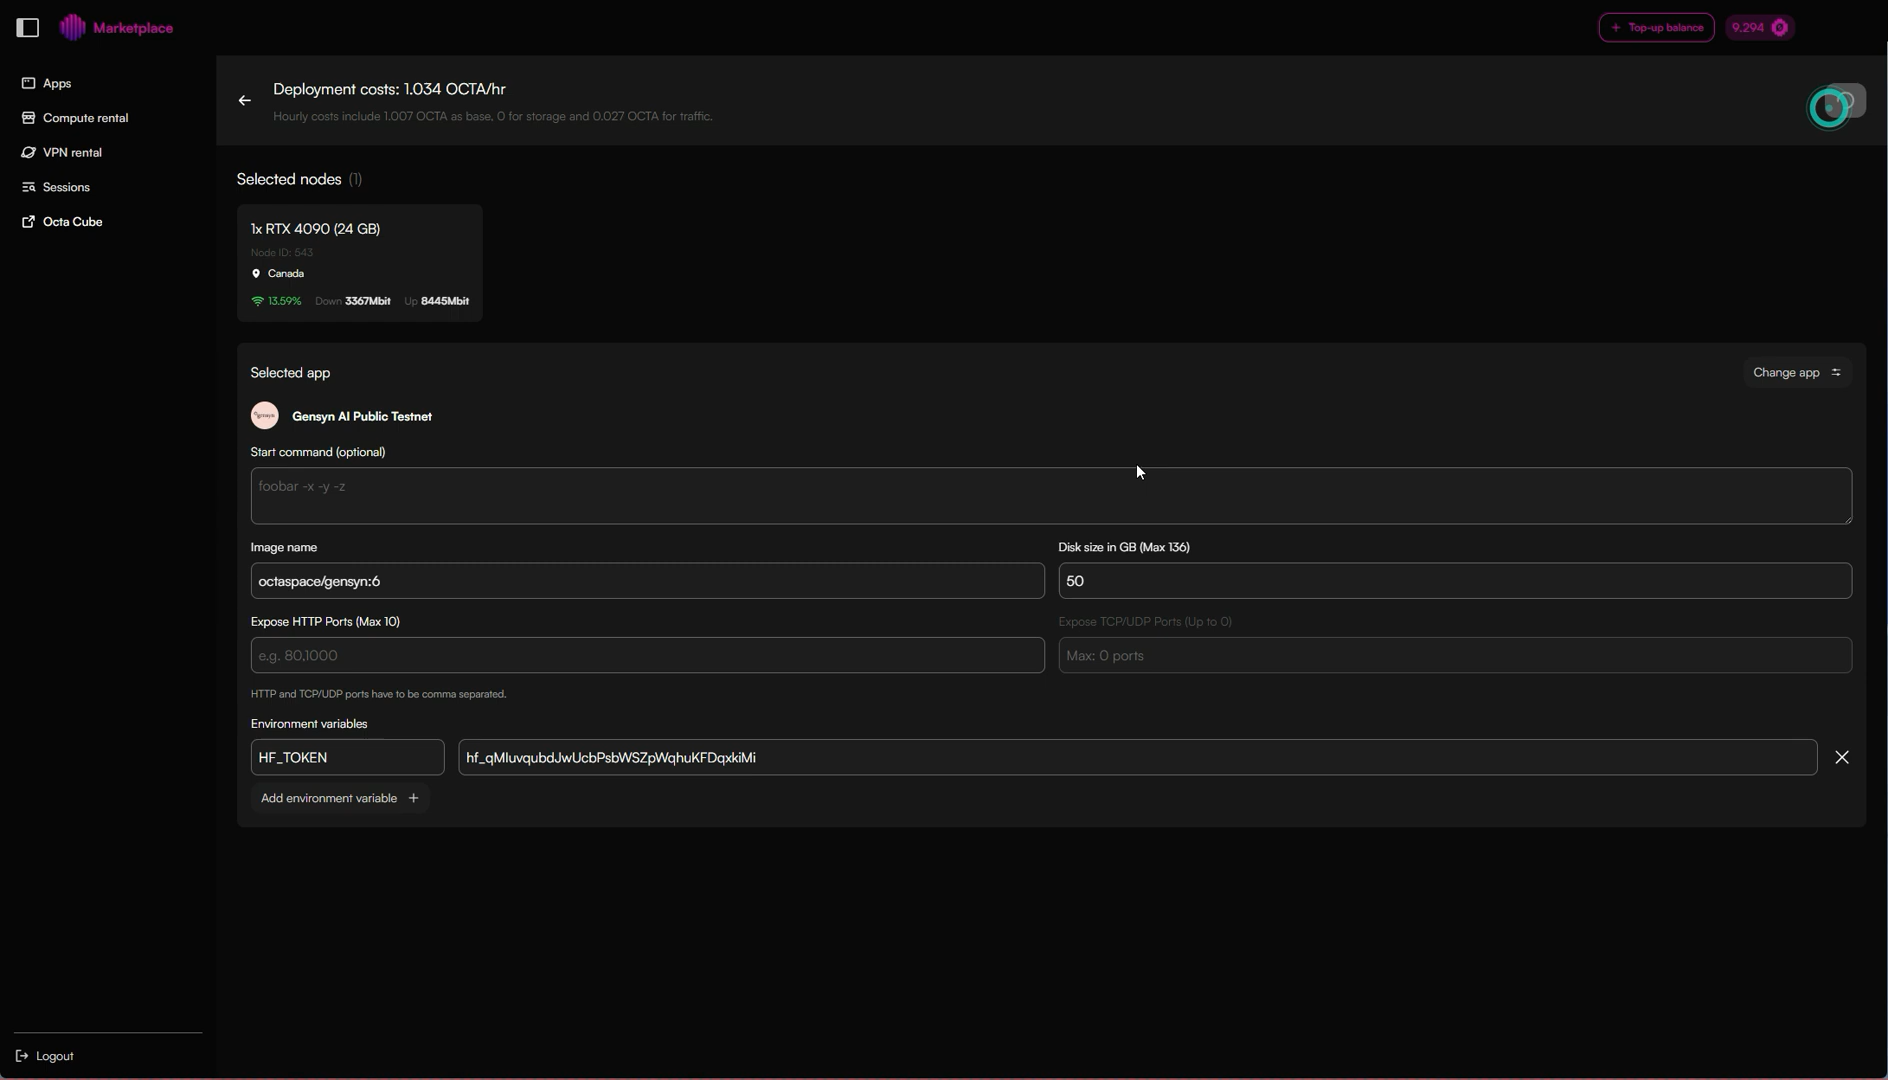 Marketplace
+ Top-up balance
9.294
Apps
Compute rental
VPN rental
Sessions
Octa Cube
Deployment costs: 1.034 OCTA/hr
Hourly costs include 1.007 OCTA as base, 0 for storage and 0.027 OCTA for traffic.
Selected nodes (1)
1x RTX 4090 (24 GB)
Node ID: 543
Canada
13.59% Down 3367Mbit Up 8445Mbit
Selected app
Change app
gensyn
Gensyn AI Public Testnet
Start command (optional)
foobar -x -y -z
Image name
Disk size in GB (Max 136)
octaspace/gensyn:6
50
Expose HTTP Ports (Max 10)
Expose TCP/UDP Ports (Up to 0)
e.g. 80,1000
Max: 0 ports
HTTP and TCP/UDP ports have to be comma separated.
Environment variables
HF_TOKEN
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
Add environment variable +
Logout